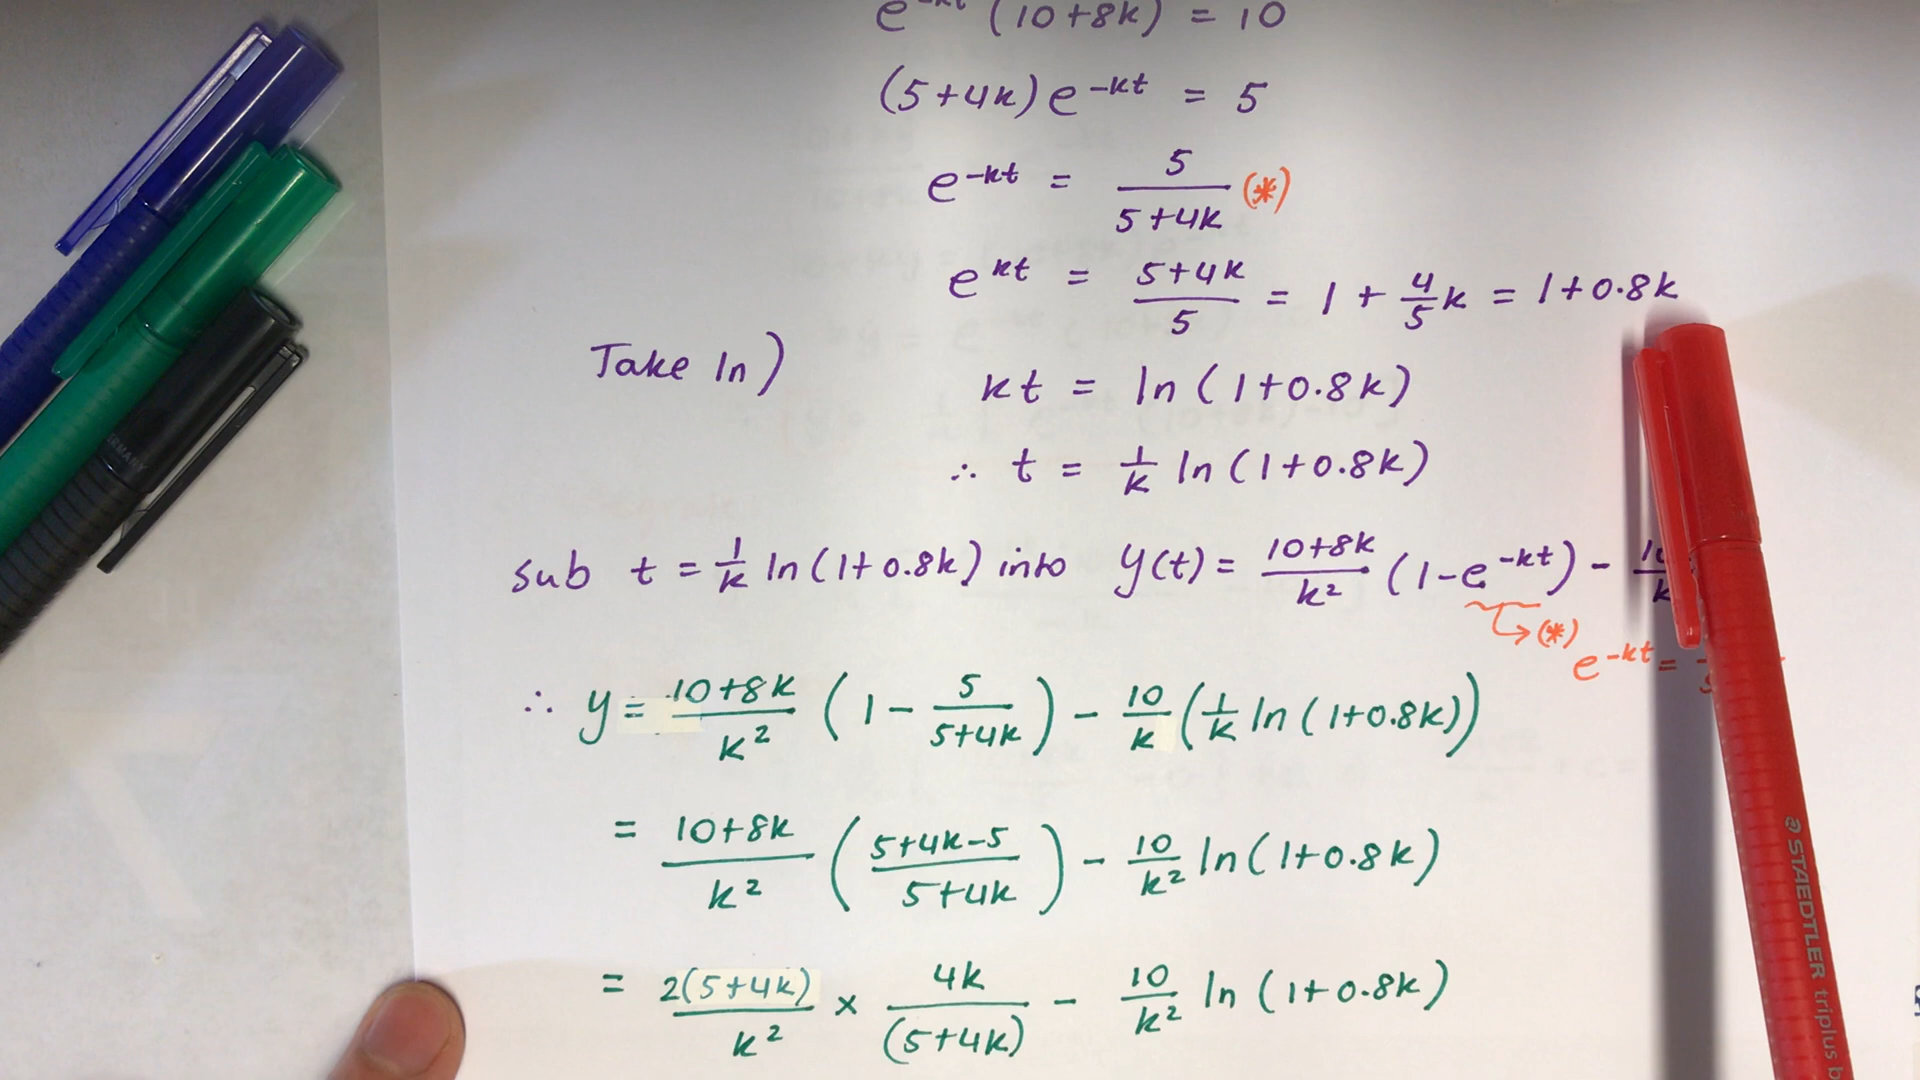 e^-kt (10+8k) = 10
(5+4k)e^-kt = 5
e^-kt = 5/(5+4k) (*)
e^kt = (5+4k)/5 = 1 + 4/5 k = 1+0.8k
Take ln) kt = ln(1+0.8k)
∴ t = 1/k ln(1+0.8k)
sub t = 1/k ln(1+0.8k) into y(t) = (10+8k)/k² (1-e^-kt) - 10/k
(*)
e^-kt = 5
∴ y = (10+8k)/k² (1 - 5/(5+4k)) - 10/k (1/k ln(1+0.8k))
= (10+8k)/k² ((5+4k-5)/(5+4k)) - 10/k² ln(1+0.8k)
= 2(5+4k)/k² × 4k/(5+4k) - 10/k² ln(1+0.8k)
GERMANY
STAEDTLER triplus